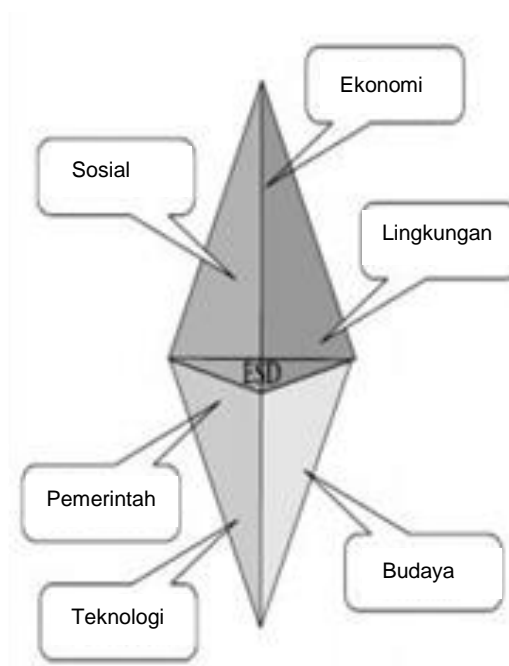 Ekonomi
Sosial
Lingkungan
ESD
Pemerintah
Budaya
Teknologi